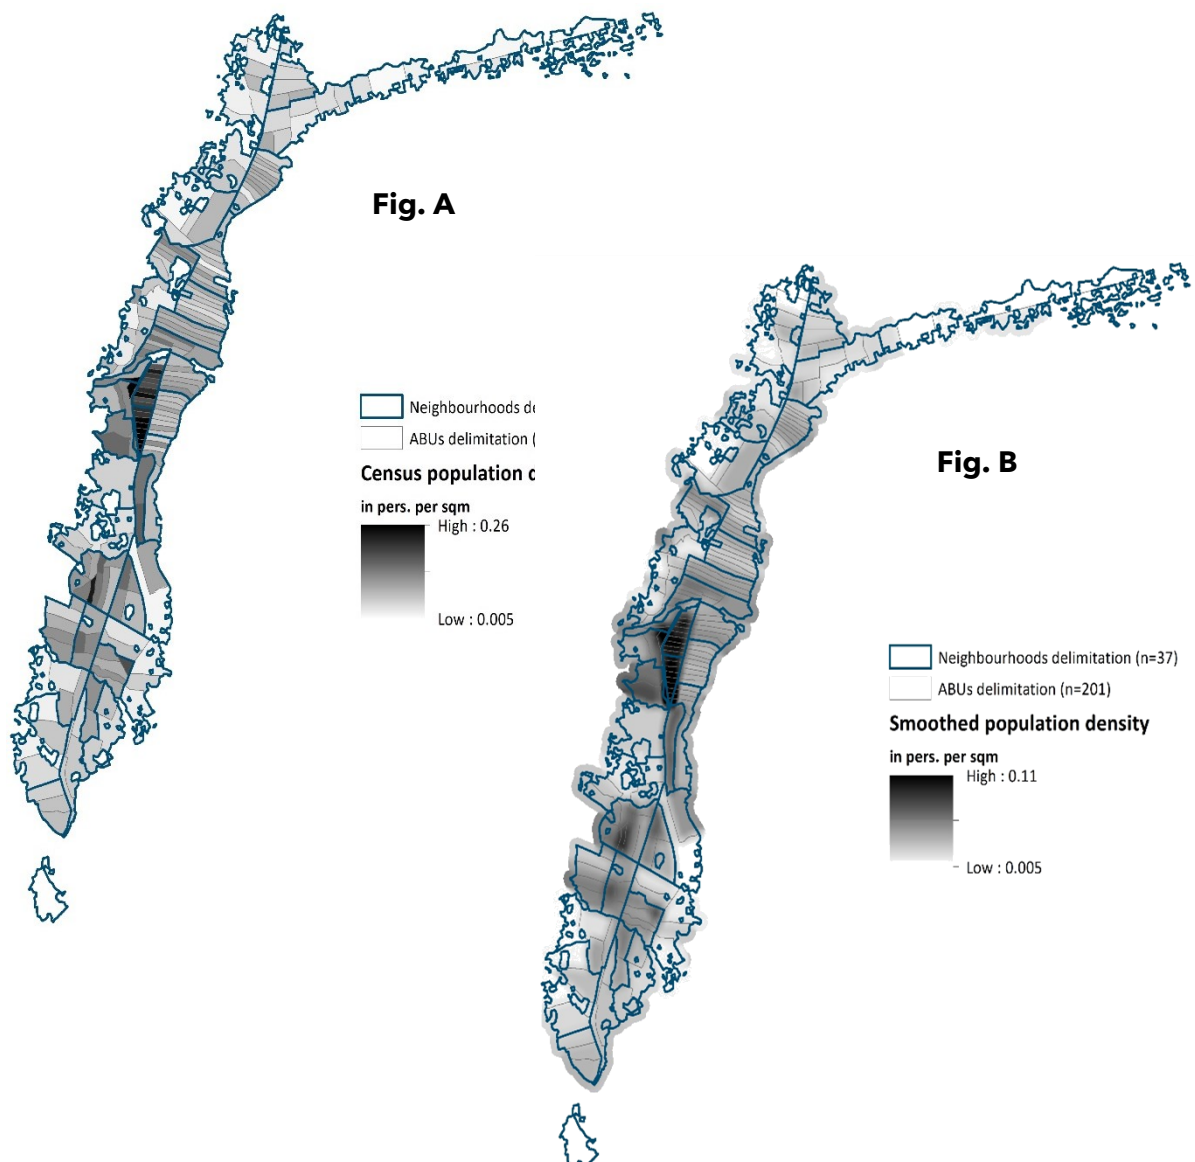 Fig. A
Neighbourhoods de
ABUs delimitation (
Census population d
in pers. per sqm
High : 0.26
Low : 0.005
Fig. B
Neighbourhoods delimitation (n=37)
ABUs delimitation (n=201)
Smoothed population density
in pers. per sqm
High : 0.11
Low : 0.005